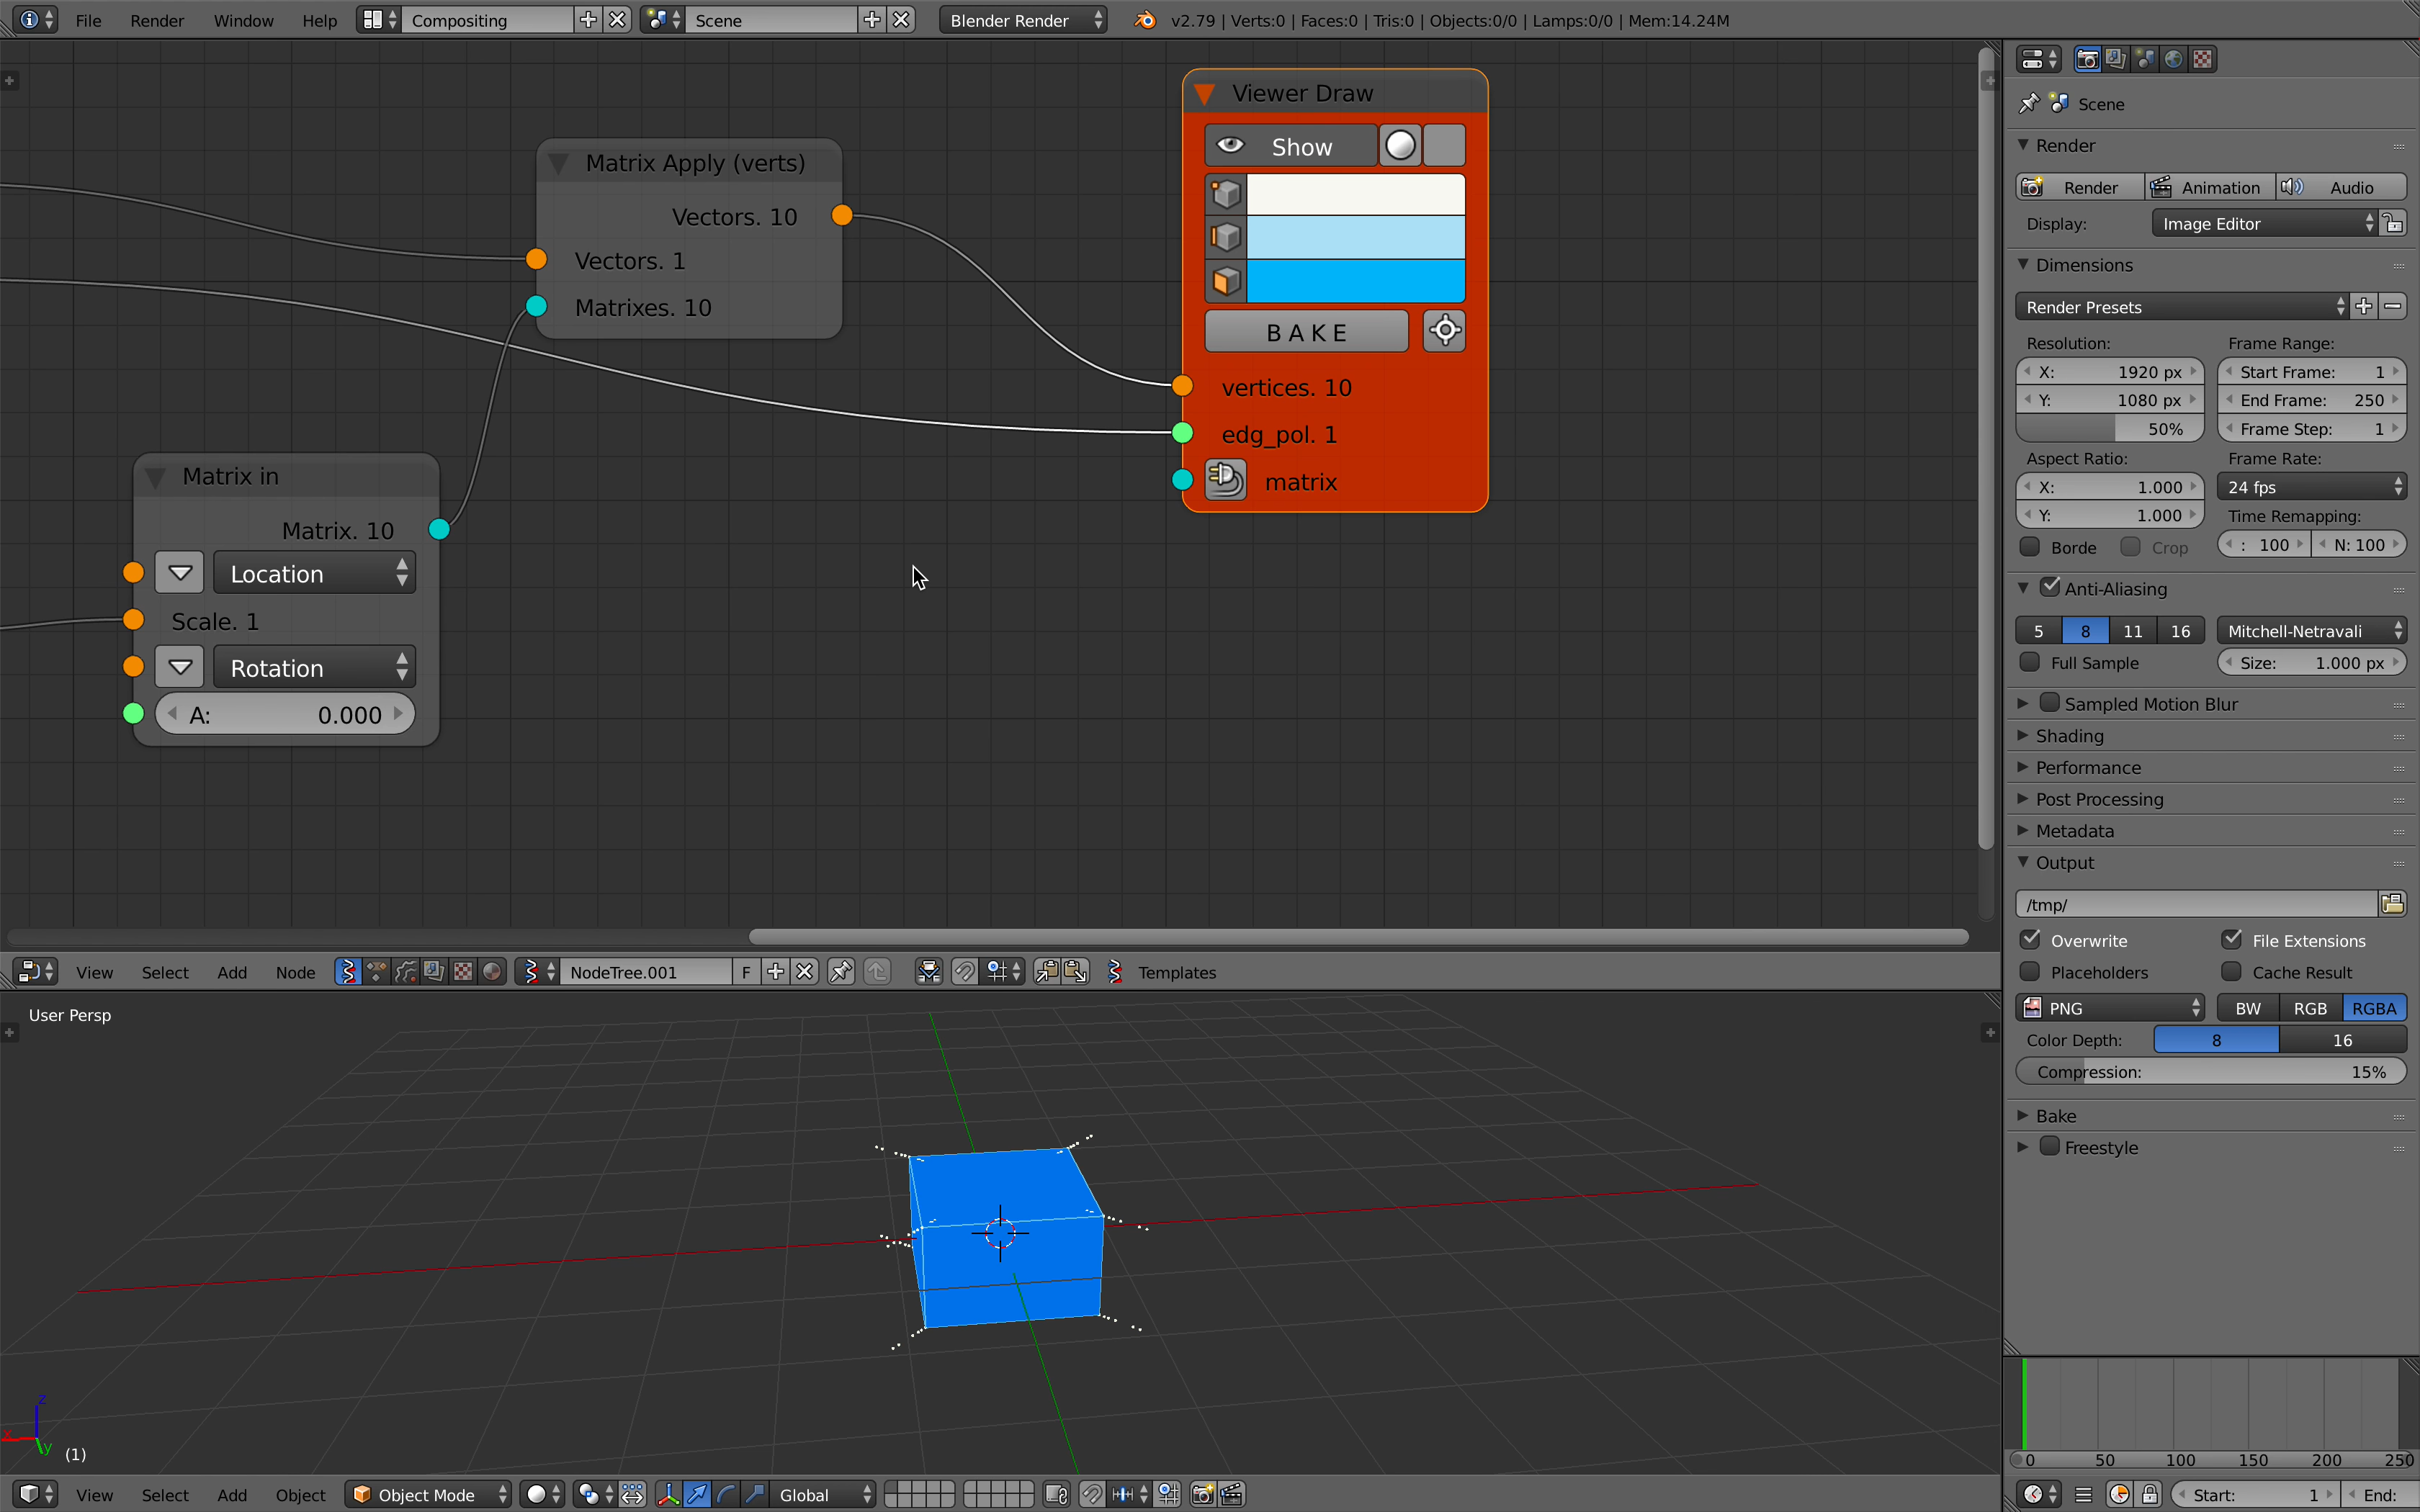 File Render Window Help Compositing Scene Blender Render v2.79 | Verts:0 | Faces:0 | Tris:0 | Objects:0/0 | Lamps:0/0 | Mem:14.24M
Viewer Draw
Show
B A K E
vertices. 10
edg_pol. 1
matrix
Matrix Apply (verts)
Vectors. 10
Vectors. 1
Matrixes. 10
Matrix in
Matrix. 10
Location
Scale. 1
Rotation
A: 0.000
View Select Add Node NodeTree.001 F Templates
User Persp
z
x
y
(1)
View Select Add Object Object Mode Global
Scene
Render
Render Animation Audio
Display: Image Editor
Dimensions
Render Presets
Resolution: Frame Range:
X: 1920 px Start Frame: 1
Y: 1080 px End Frame: 250
50% Frame Step: 1
Aspect Ratio: Frame Rate:
X: 1.000 24 fps
Y: 1.000 Time Remapping:
Borde Crop : 100 N: 100
Anti-Aliasing
5 8 11 16 Mitchell-Netravali
Full Sample Size: 1.000 px
Sampled Motion Blur
Shading
Performance
Post Processing
Metadata
Output
/tmp/
Overwrite File Extensions
Placeholders Cache Result
PNG BW RGB RGBA
Color Depth: 8 16
Compression: 15%
Bake
Freestyle
0 50 100 150 200 250
Start: 1 End: